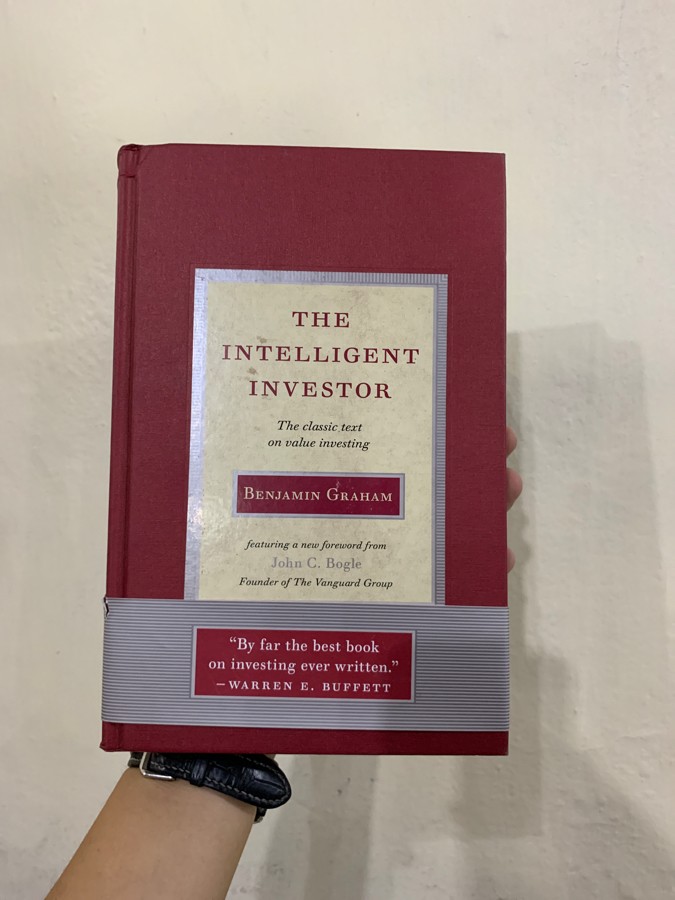 THE
INTELLIGENT
INVESTOR
The classic text
on value investing
BENJAMIN GRAHAM
featuring a new foreword from
John C. Bogle
Founder of The Vanguard Group
“By far the best book
on investing ever written.”
—WARREN E. BUFFETT